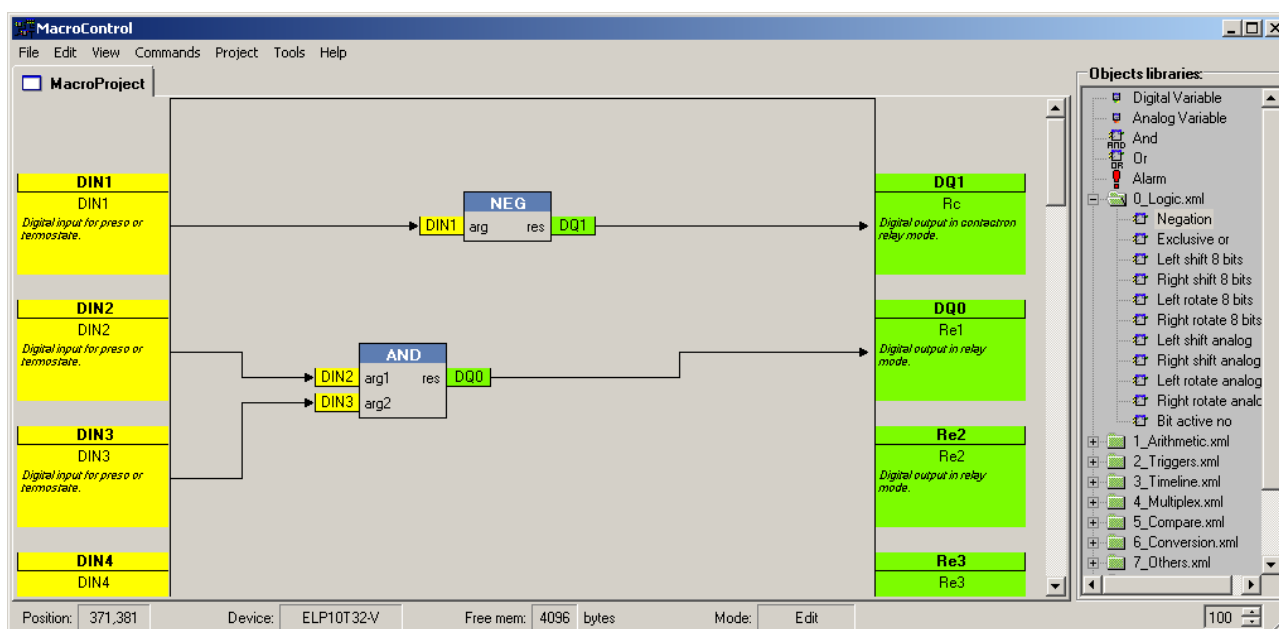 MacroControl
File Edit View Commands Project Tools Help
MacroProject
DIN1
DIN1
Digital input for preso or
termostate.
DIN2
DIN2
Digital input for preso or
termostate.
DIN3
DIN3
Digital input for preso or
termostate.
DIN4
DIN4
NEG
DIN1 arg res DQ1
AND
DIN2 arg1 res DQ0
DIN3 arg2
DQ1
Rc
Digital output in contactron
relay mode.
DQ0
Re1
Digital output in relay
mode.
Re2
Re2
Digital output in relay
mode.
Re3
Re3
Objects libraries:
Digital Variable
Analog Variable
AND And
OR Or
Alarm
0_Logic.xml
Negation
Exclusive or
Left shift 8 bits
Right shift 8 bits
Left rotate 8 bits
Right rotate 8 bits
Left shift analog
Right shift analog
Left rotate analog
Right rotate analc
Bit active no
1_Arithmetic.xml
2_Triggers.xml
3_Timeline.xml
4_Multiplex.xml
5_Compare.xml
6_Conversion.xml
7_Others.xml
Position: 371,381 Device: ELP10T32-V Free mem: 4096 bytes Mode: Edit 100